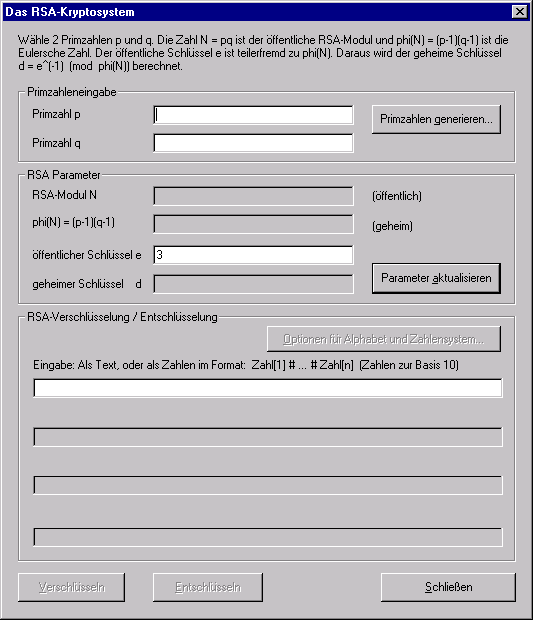 Das RSA-Kryptosystem
Wähle 2 Primzahlen p und q. Die Zahl N = pq ist der öffentliche RSA-Modul und phi(N) = (p-1)(q-1) ist die
Eulersche Zahl. Der öffentliche Schlüssel e ist teilerfremd zu phi(N). Daraus wird der geheime Schlüssel
d = e^(-1) (mod phi(N)) berechnet.
Primzahleneingabe
Primzahl p
Primzahlen generieren...
Primzahl q
RSA Parameter
RSA-Modul N (öffentlich)
phi(N) = (p-1)(q-1) (geheim)
öffentlicher Schlüssel e 3
geheimer Schlüssel d
Parameter aktualisieren
RSA-Verschlüsselung / Entschlüsselung
Optionen für Alphabet und Zahlensystem...
Eingabe: Als Text, oder als Zahlen im Format: Zahl[1] # ... # Zahl[n] (Zahlen zur Basis 10)
Verschlüsseln Entschlüsseln Schließen